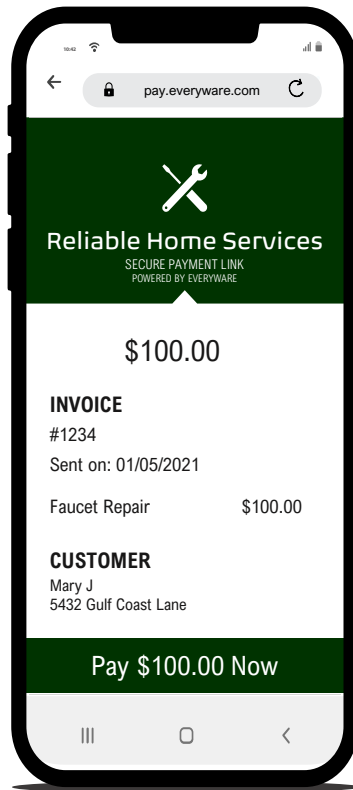 10:42
pay.everyware.com
Reliable Home Services
SECURE PAYMENT LINK
POWERED BY EVERYWARE
$100.00
INVOICE
#1234
Sent on: 01/05/2021
Faucet Repair $100.00
CUSTOMER
Mary J
5432 Gulf Coast Lane
Pay $100.00 Now